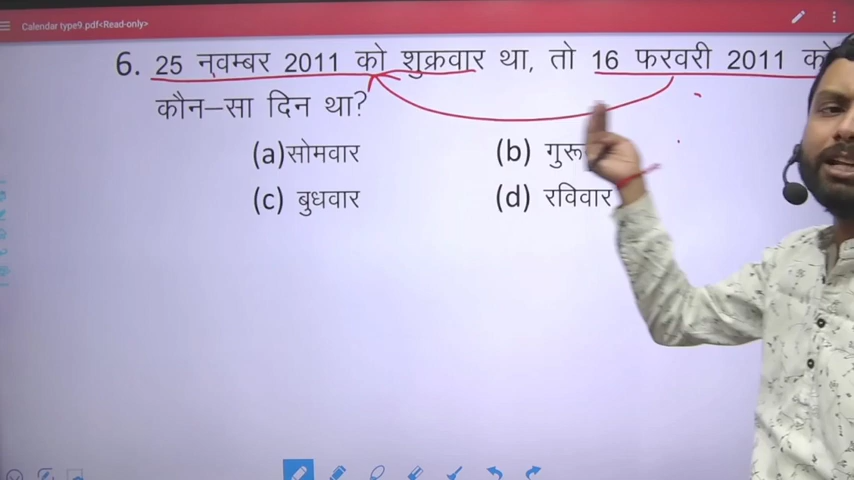 Calendar type9.pdf<Read-only>
6. 25 नवम्बर 2011 को शुक्रवार था, तो 16 फरवरी 2011 को
कौन–सा दिन था?
(a)सोमवार (b) गुरू
(c) बुधवार (d) रविवार